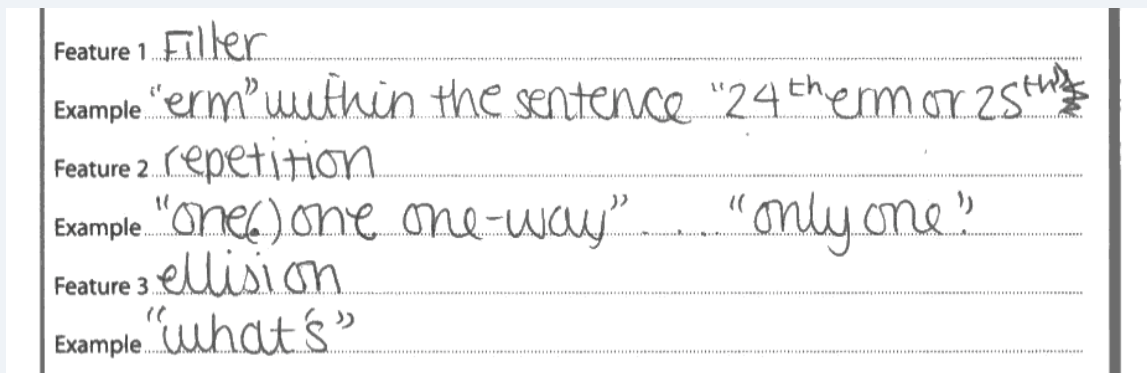 Feature 1 Filler
Example "erm" within the sentence "24th erm or 25th"
Feature 2 repetition
Example "one(.) one one-way" .... "only one"
Feature 3 ellision
Example "what's"